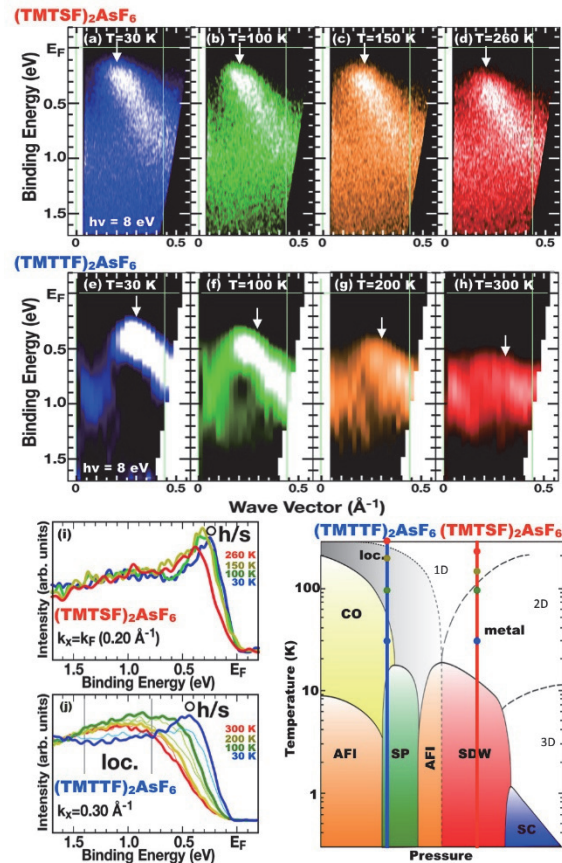 (TMTSF)2AsF6
(a) T=30 K
(b) T=100 K
(c) T=150 K
(d) T=260 K
Binding Energy (eV)
EF
0.5
1.0
1.5
hν = 8 eV
0 0.5 0 0.5 0 0.5 0 0.5
(TMTTF)2AsF6
(e) T=30 K
(f) T=100 K
(g) T=200 K
(h) T=300 K
Binding Energy (eV)
EF
0.5
1.0
1.5
hν = 8 eV
0 0.5 0 0.5 0 0.5 0 0.5
Wave Vector (Å-1)
(i)
h/s
260 K
150 K
100 K
30 K
(TMTSF)2AsF6
kx=kF (0.20 Å-1)
Intensity (arb. units)
1.5 1.0 0.5 EF
Binding Energy (eV)
(j)
h/s
300 K
200 K
100 K
30 K
loc.
(TMTTF)2AsF6
kx=0.30 Å-1
Intensity (arb. units)
1.5 1.0 0.5 EF
Binding Energy (eV)
(TMTTF)2AsF6 (TMTSF)2AsF6
loc.
1D
2D
CO
metal
3D
AFI
SP
AFI
SDW
SC
Temperature (K)
100
10
1
Pressure